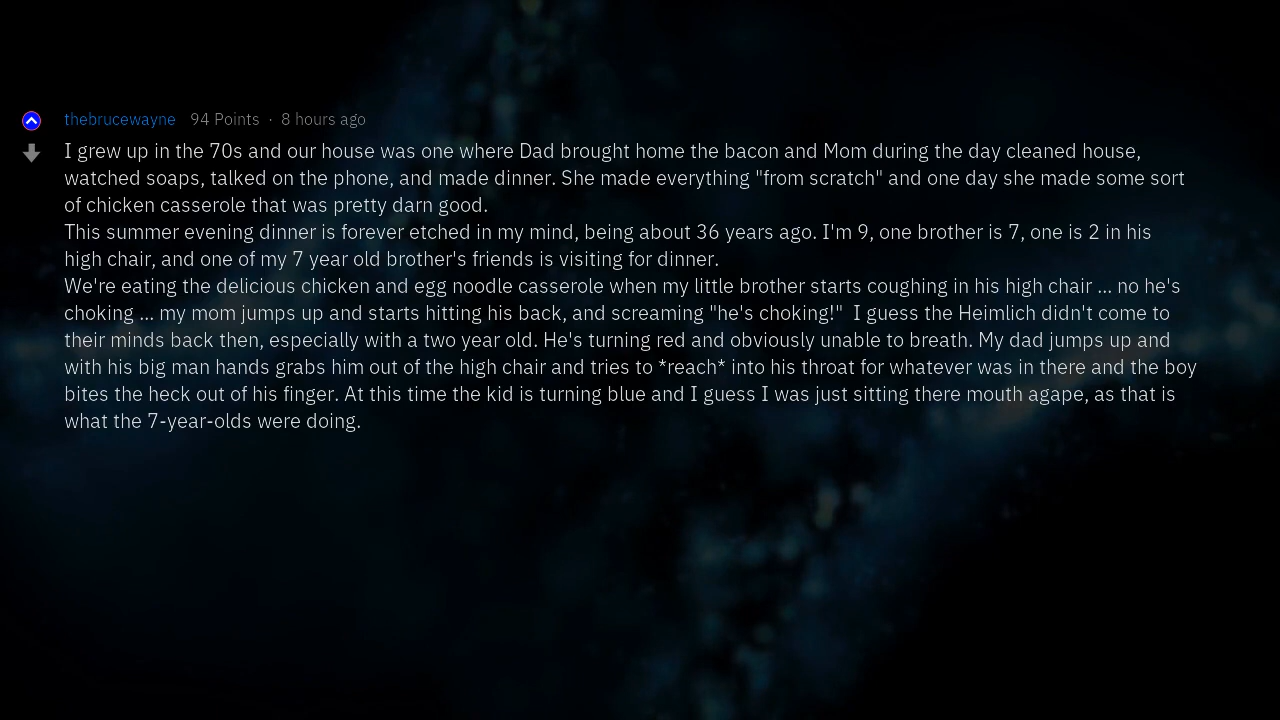 thebrucewayne 94 Points · 8 hours ago
I grew up in the 70s and our house was one where Dad brought home the bacon and Mom during the day cleaned house,
watched soaps, talked on the phone, and made dinner. She made everything "from scratch" and one day she made some sort
of chicken casserole that was pretty darn good.
This summer evening dinner is forever etched in my mind, being about 36 years ago. I'm 9, one brother is 7, one is 2 in his
high chair, and one of my 7 year old brother's friends is visiting for dinner.
We're eating the delicious chicken and egg noodle casserole when my little brother starts coughing in his high chair ... no he's
choking ... my mom jumps up and starts hitting his back, and screaming "he's choking!"  I guess the Heimlich didn't come to
their minds back then, especially with a two year old. He's turning red and obviously unable to breath. My dad jumps up and
with his big man hands grabs him out of the high chair and tries to *reach* into his throat for whatever was in there and the boy
bites the heck out of his finger. At this time the kid is turning blue and I guess I was just sitting there mouth agape, as that is
what the 7-year-olds were doing.